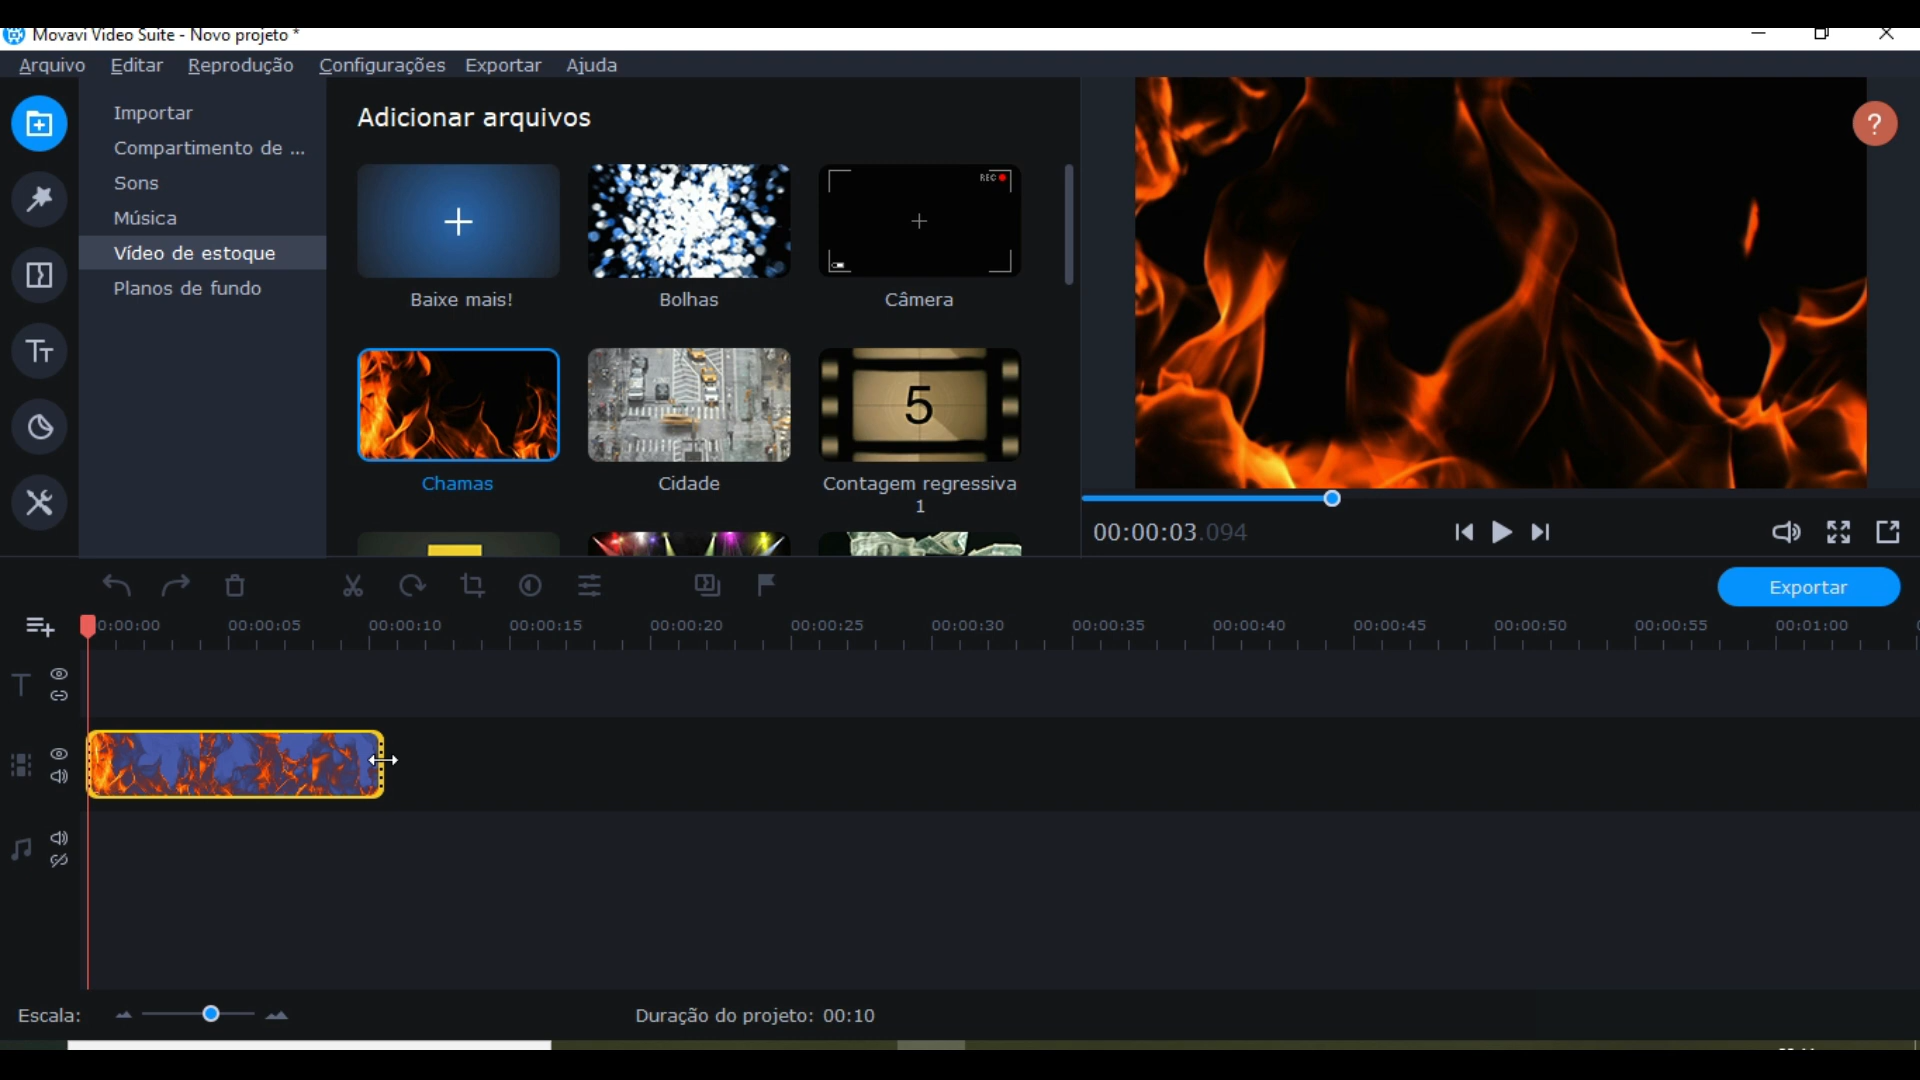 Movavi Video Suite - Novo projeto *
Arquivo Editar Reprodução Configurações Exportar Ajuda
Importar
Compartimento de ...
Sons
Música
Vídeo de estoque
Planos de fundo
Adicionar arquivos
REC
Baixe mais!
Bolhas
Câmera
5
Chamas
Cidade
Contagem regressiva
1
?
00:00:03.094
Exportar
0:00:00 00:00:05 00:00:10 00:00:15 00:00:20 00:00:25 00:00:30 00:00:35 00:00:40 00:00:45 00:00:50 00:00:55 00:01:00
Escala:
Duração do projeto: 00:10